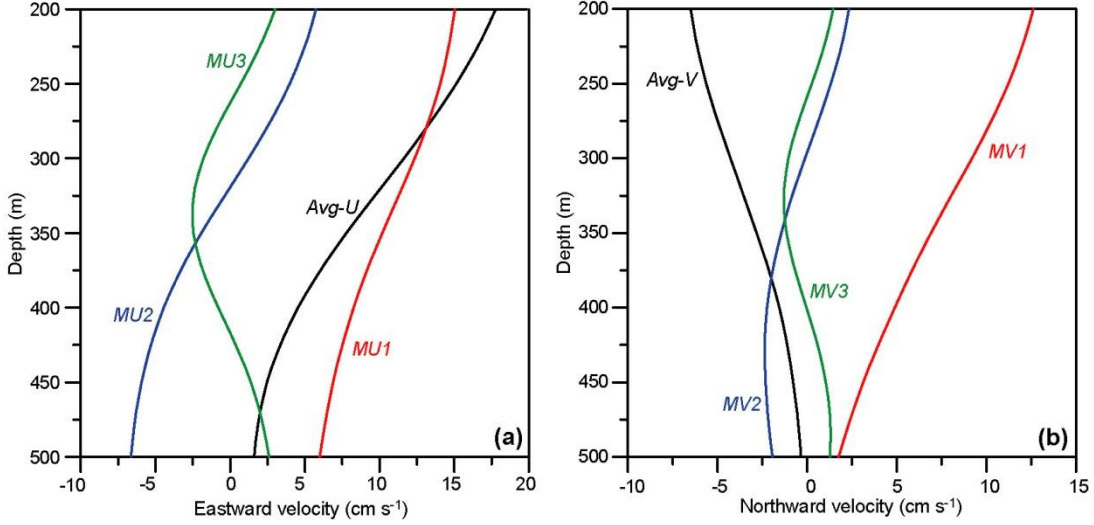 200
250
300
350
400
450
500
Depth (m)
-10
-5
0
5
10
15
20
Eastward velocity (cm s⁻¹)
MU3
Avg-U
MU2
MU1
(a)
200
250
300
350
400
450
500
Depth (m)
-10
-5
0
5
10
15
Northward velocity (cm s⁻¹)
Avg-V
MV1
MV3
MV2
(b)